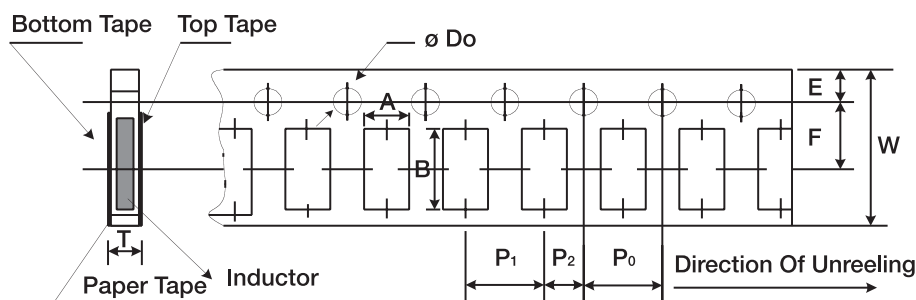 Bottom Tape
Top Tape
ø Do
E
A
F
W
B
T
P₁
P₂
P₀
Direction Of Unreeling
Paper Tape
Inductor